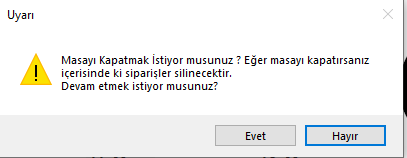 Uyarı
Masayı Kapatmak İstiyor musunuz ? Eğer masayı kapatırsanız
içerisinde ki siparişler silinecektir.
Devam etmek istiyor musunuz?
Evet
Hayır